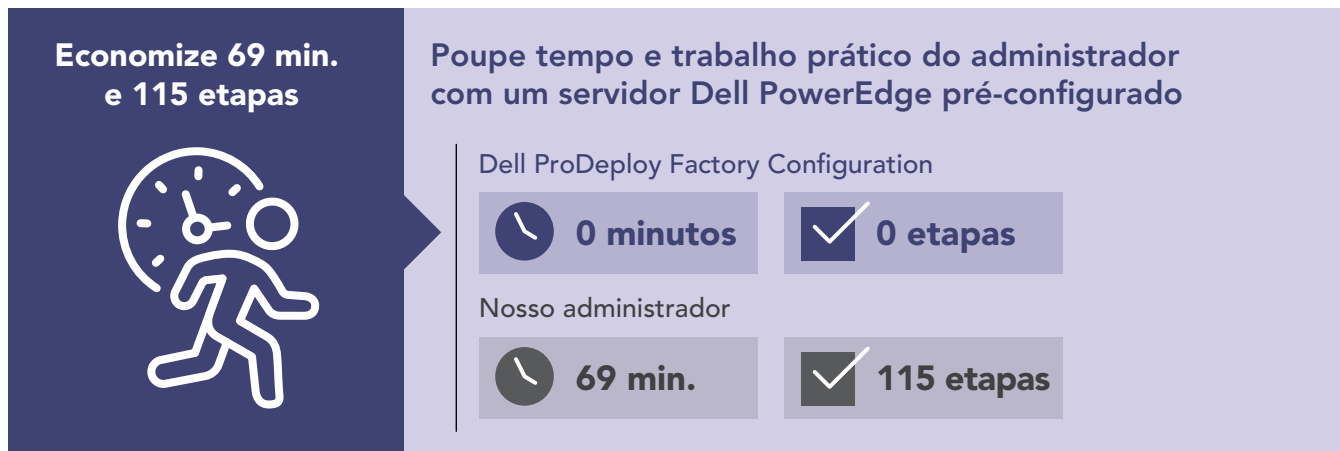 Economize 69 min.
e 115 etapas
Poupe tempo e trabalho prático do administrador
com um servidor Dell PowerEdge pré-configurado
Dell ProDeploy Factory Configuration
0 minutos
0 etapas
Nosso administrador
69 min.
115 etapas